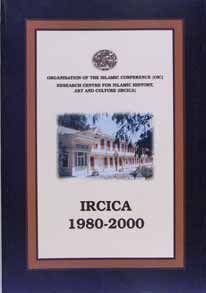 ORGANISATION OF THE ISLAMIC CONFERENCE (OIC)
RESEARCH CENTRE FOR ISLAMIC HISTORY,
ART AND CULTURE (IRCICA)
IRCICA
1980-2000